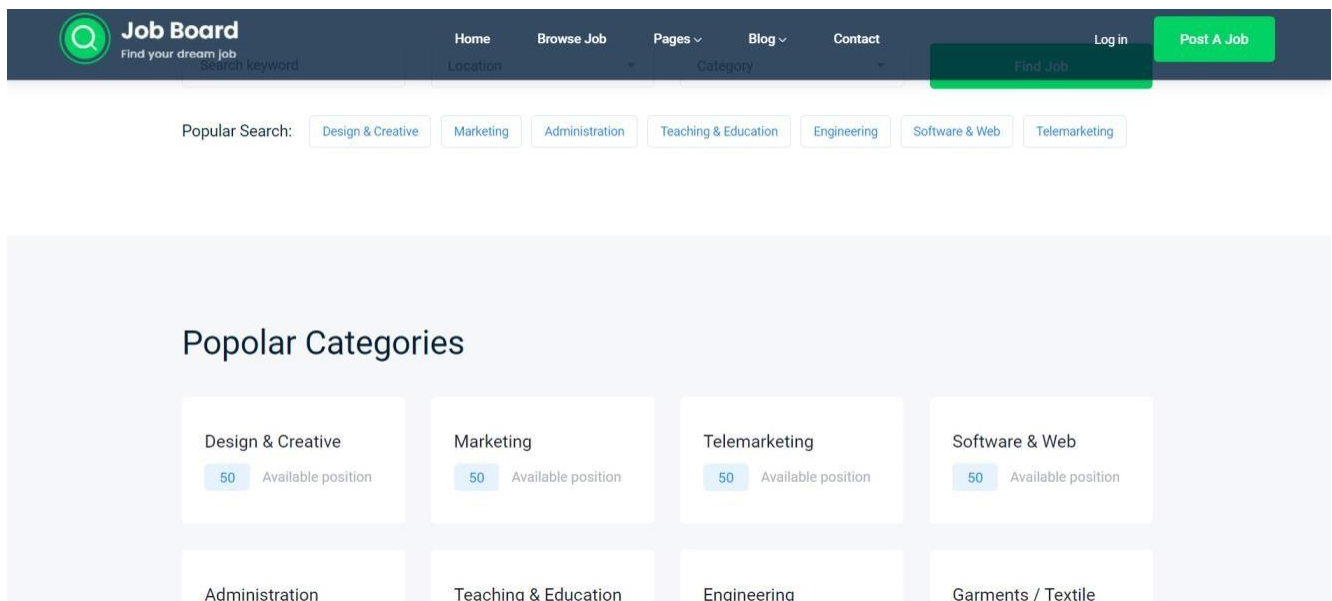 Job Board
Find your dream job
Home Browse Job Pages Blog Contact Log in Post A Job
Search keyword Location Category Find Job
Popular Search: Design & Creative Marketing Administration Teaching & Education Engineering Software & Web Telemarketing
Popolar Categories
Design & Creative Marketing Telemarketing Software & Web
50 Available position 50 Available position 50 Available position 50 Available position
Administration Teaching & Education Engineering Garments / Textile